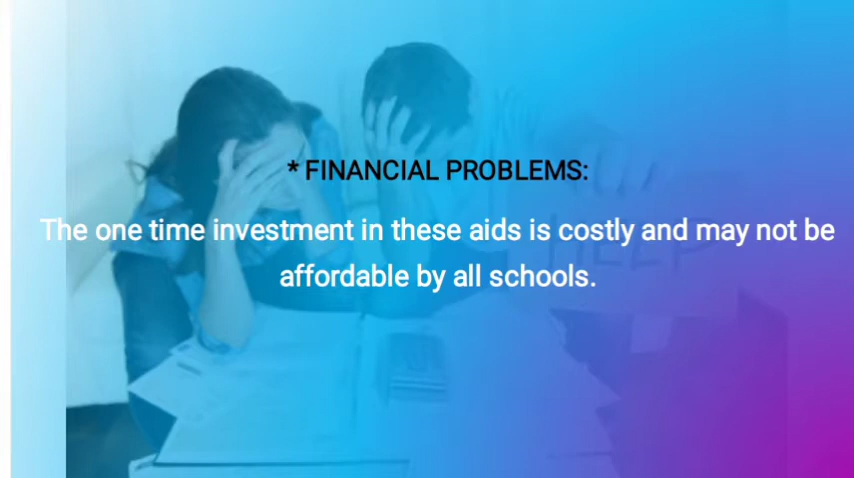 * FINANCIAL PROBLEMS:
The one time investment in these aids is costly and may not be
affordable by all schools.
HELP